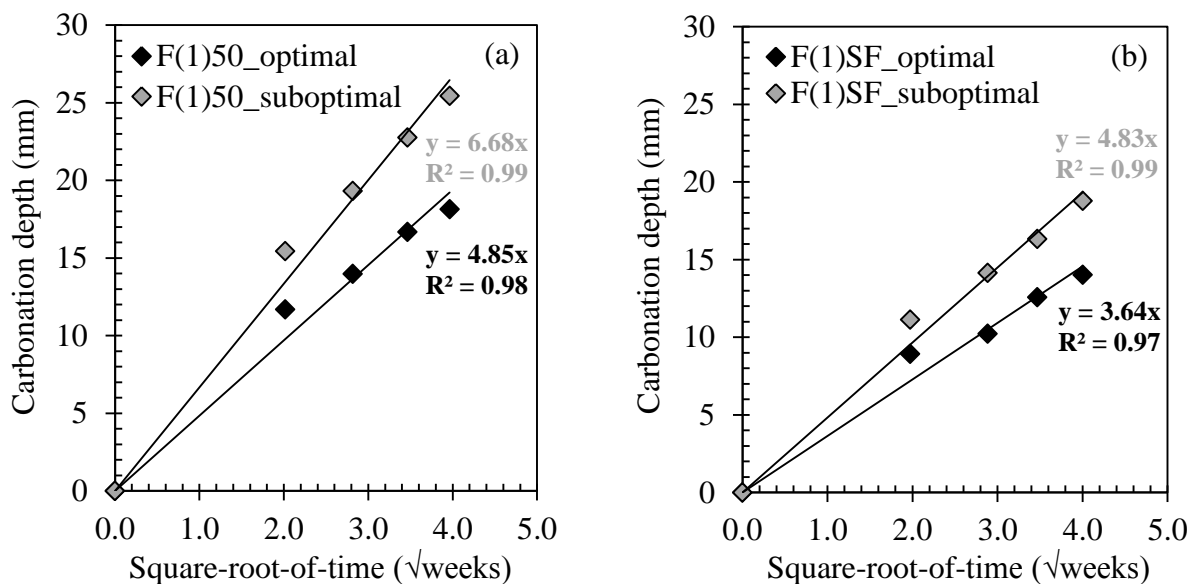 30
25
20
15
10
5
0
Carbonation depth (mm)
F(1)50_optimal
F(1)50_suboptimal
(a)
y = 6.68x
R² = 0.99
y = 4.85x
R² = 0.98
0.0 1.0 2.0 3.0 4.0 5.0
Square-root-of-time (√weeks)
30
25
20
15
10
5
0
Carbonation depth (mm)
F(1)SF_optimal
F(1)SF_suboptimal
(b)
y = 4.83x
R² = 0.99
y = 3.64x
R² = 0.97
0.0 1.0 2.0 3.0 4.0 5.0
Square-root-of-time (√weeks)